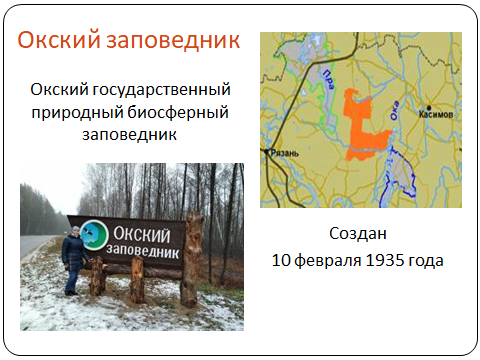 Окский заповедник
Окский государственный
природный биосферный
заповедник
Пра
Ока
Касимов
Рязань
ОКСКИЙ
заповедник
Создан
10 февраля 1935 года